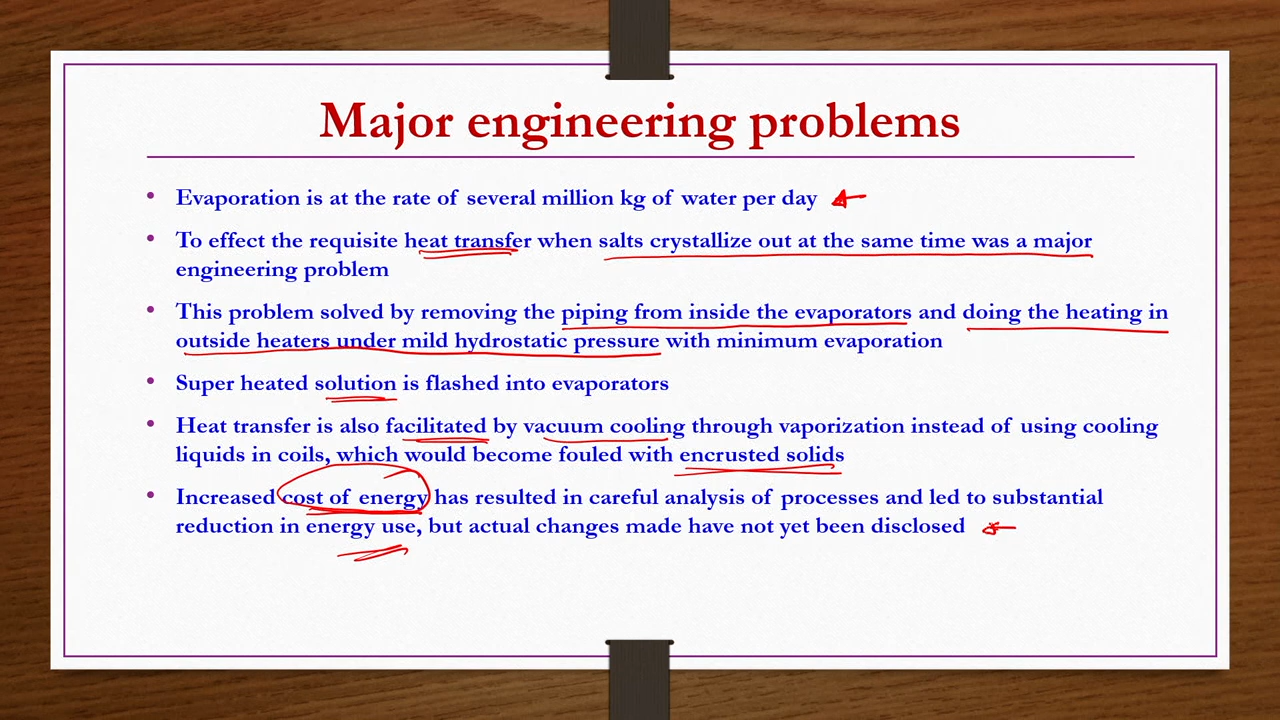 Major engineering problems
• Evaporation is at the rate of several million kg of water per day
• To effect the requisite heat transfer when salts crystallize out at the same time was a major
engineering problem
• This problem solved by removing the piping from inside the evaporators and doing the heating in
outside heaters under mild hydrostatic pressure with minimum evaporation
• Super heated solution is flashed into evaporators
• Heat transfer is also facilitated by vacuum cooling through vaporization instead of using cooling
liquids in coils, which would become fouled with encrusted solids
• Increased cost of energy has resulted in careful analysis of processes and led to substantial
reduction in energy use, but actual changes made have not yet been disclosed